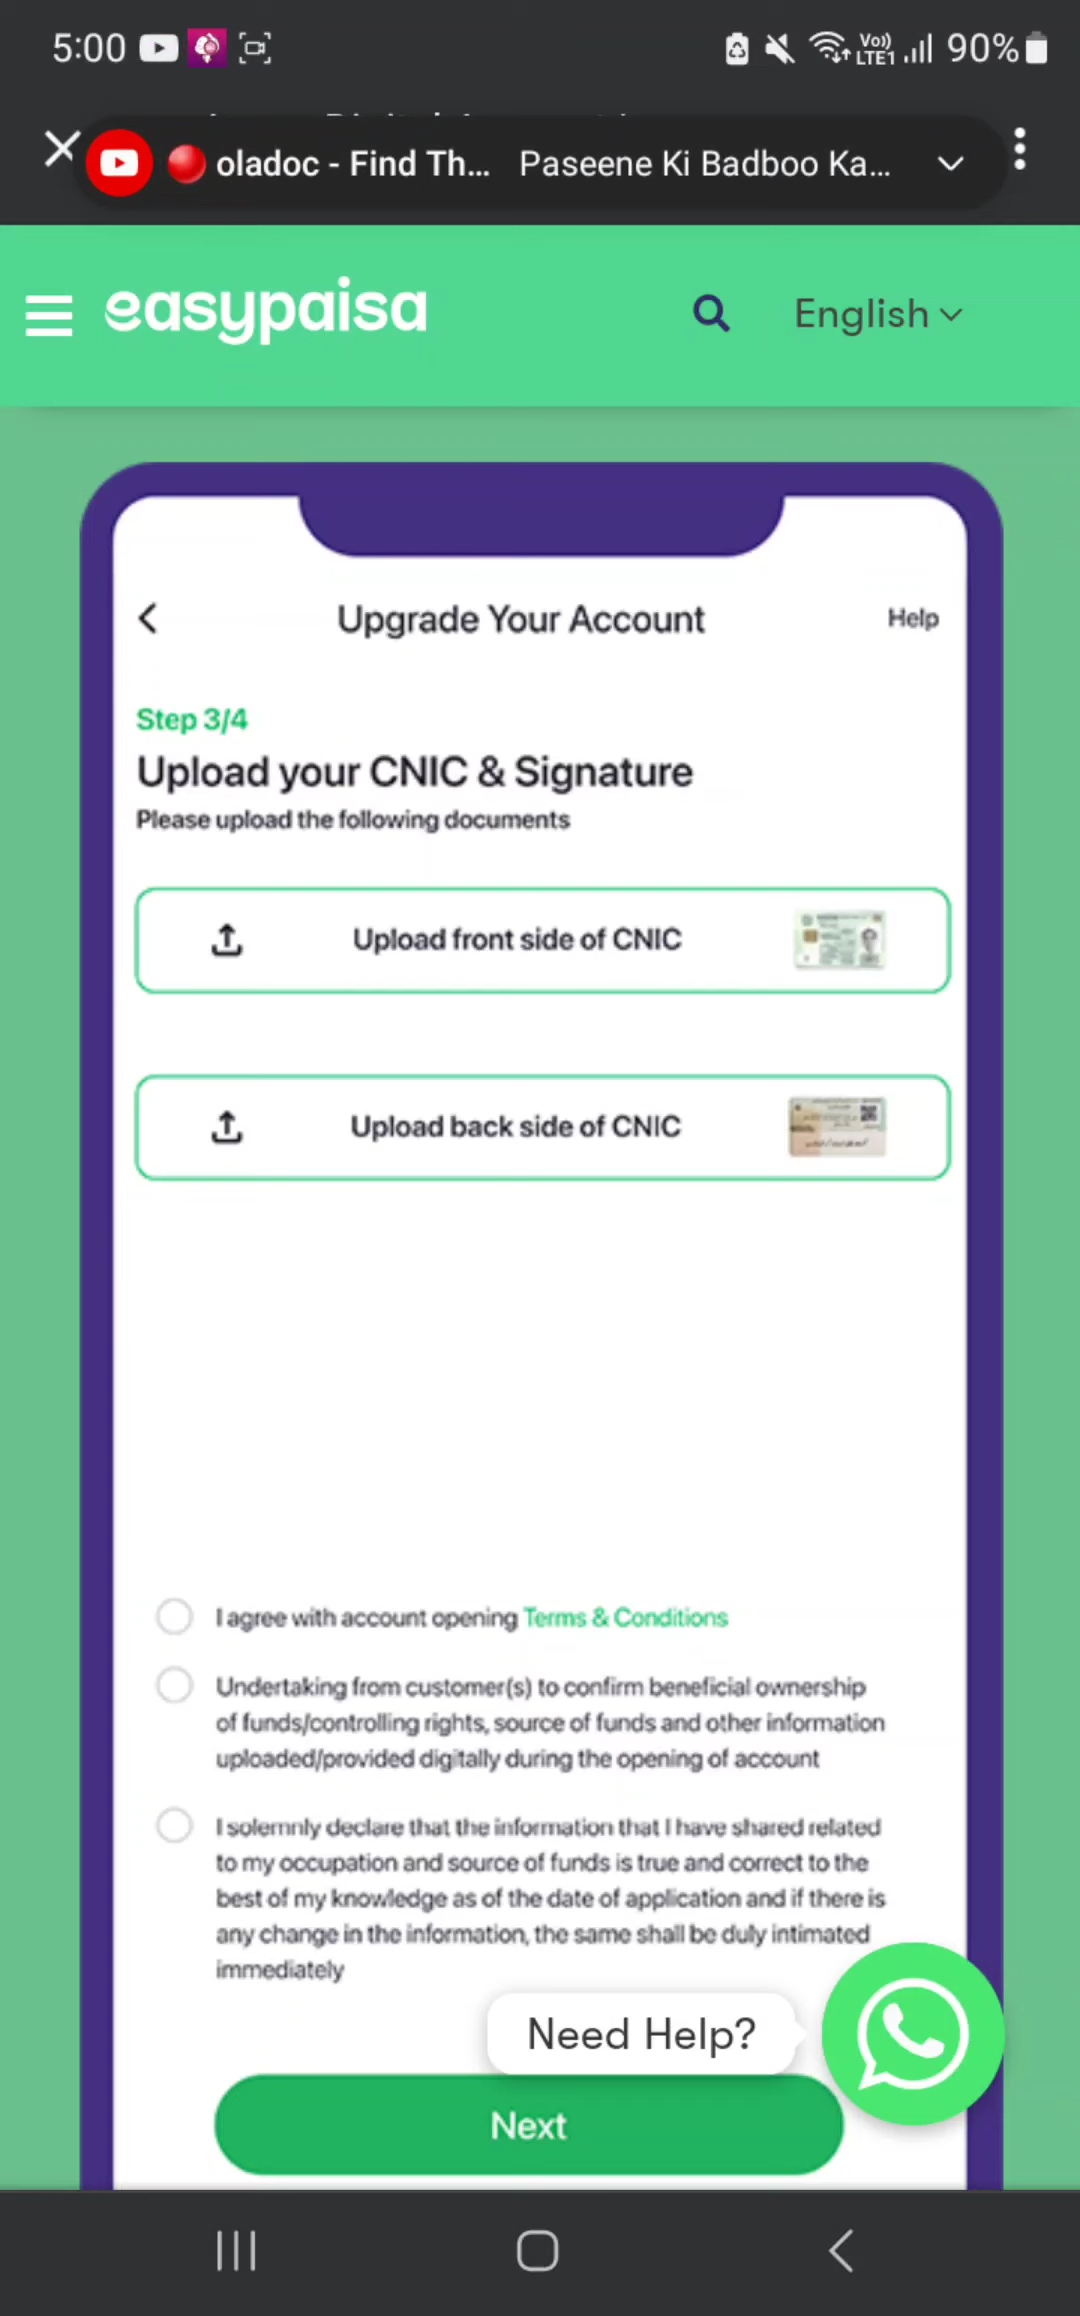 5:00
Vo)) LTE1 90%
oladoc - Find Th... Paseene Ki Badboo Ka...
easypaisa English
Upgrade Your Account Help
Step 3/4
Upload your CNIC & Signature
Please upload the following documents
Upload front side of CNIC
Upload back side of CNIC
I agree with account opening Terms & Conditions
Undertaking from customer(s) to confirm beneficial ownership
of funds/controlling rights, source of funds and other information
uploaded/provided digitally during the opening of account
I solemnly declare that the information that I have shared related
to my occupation and source of funds is true and correct to the
best of my knowledge as of the date of application and if there is
any change in the information, the same shall be duly intimated
immediately
Need Help?
Next